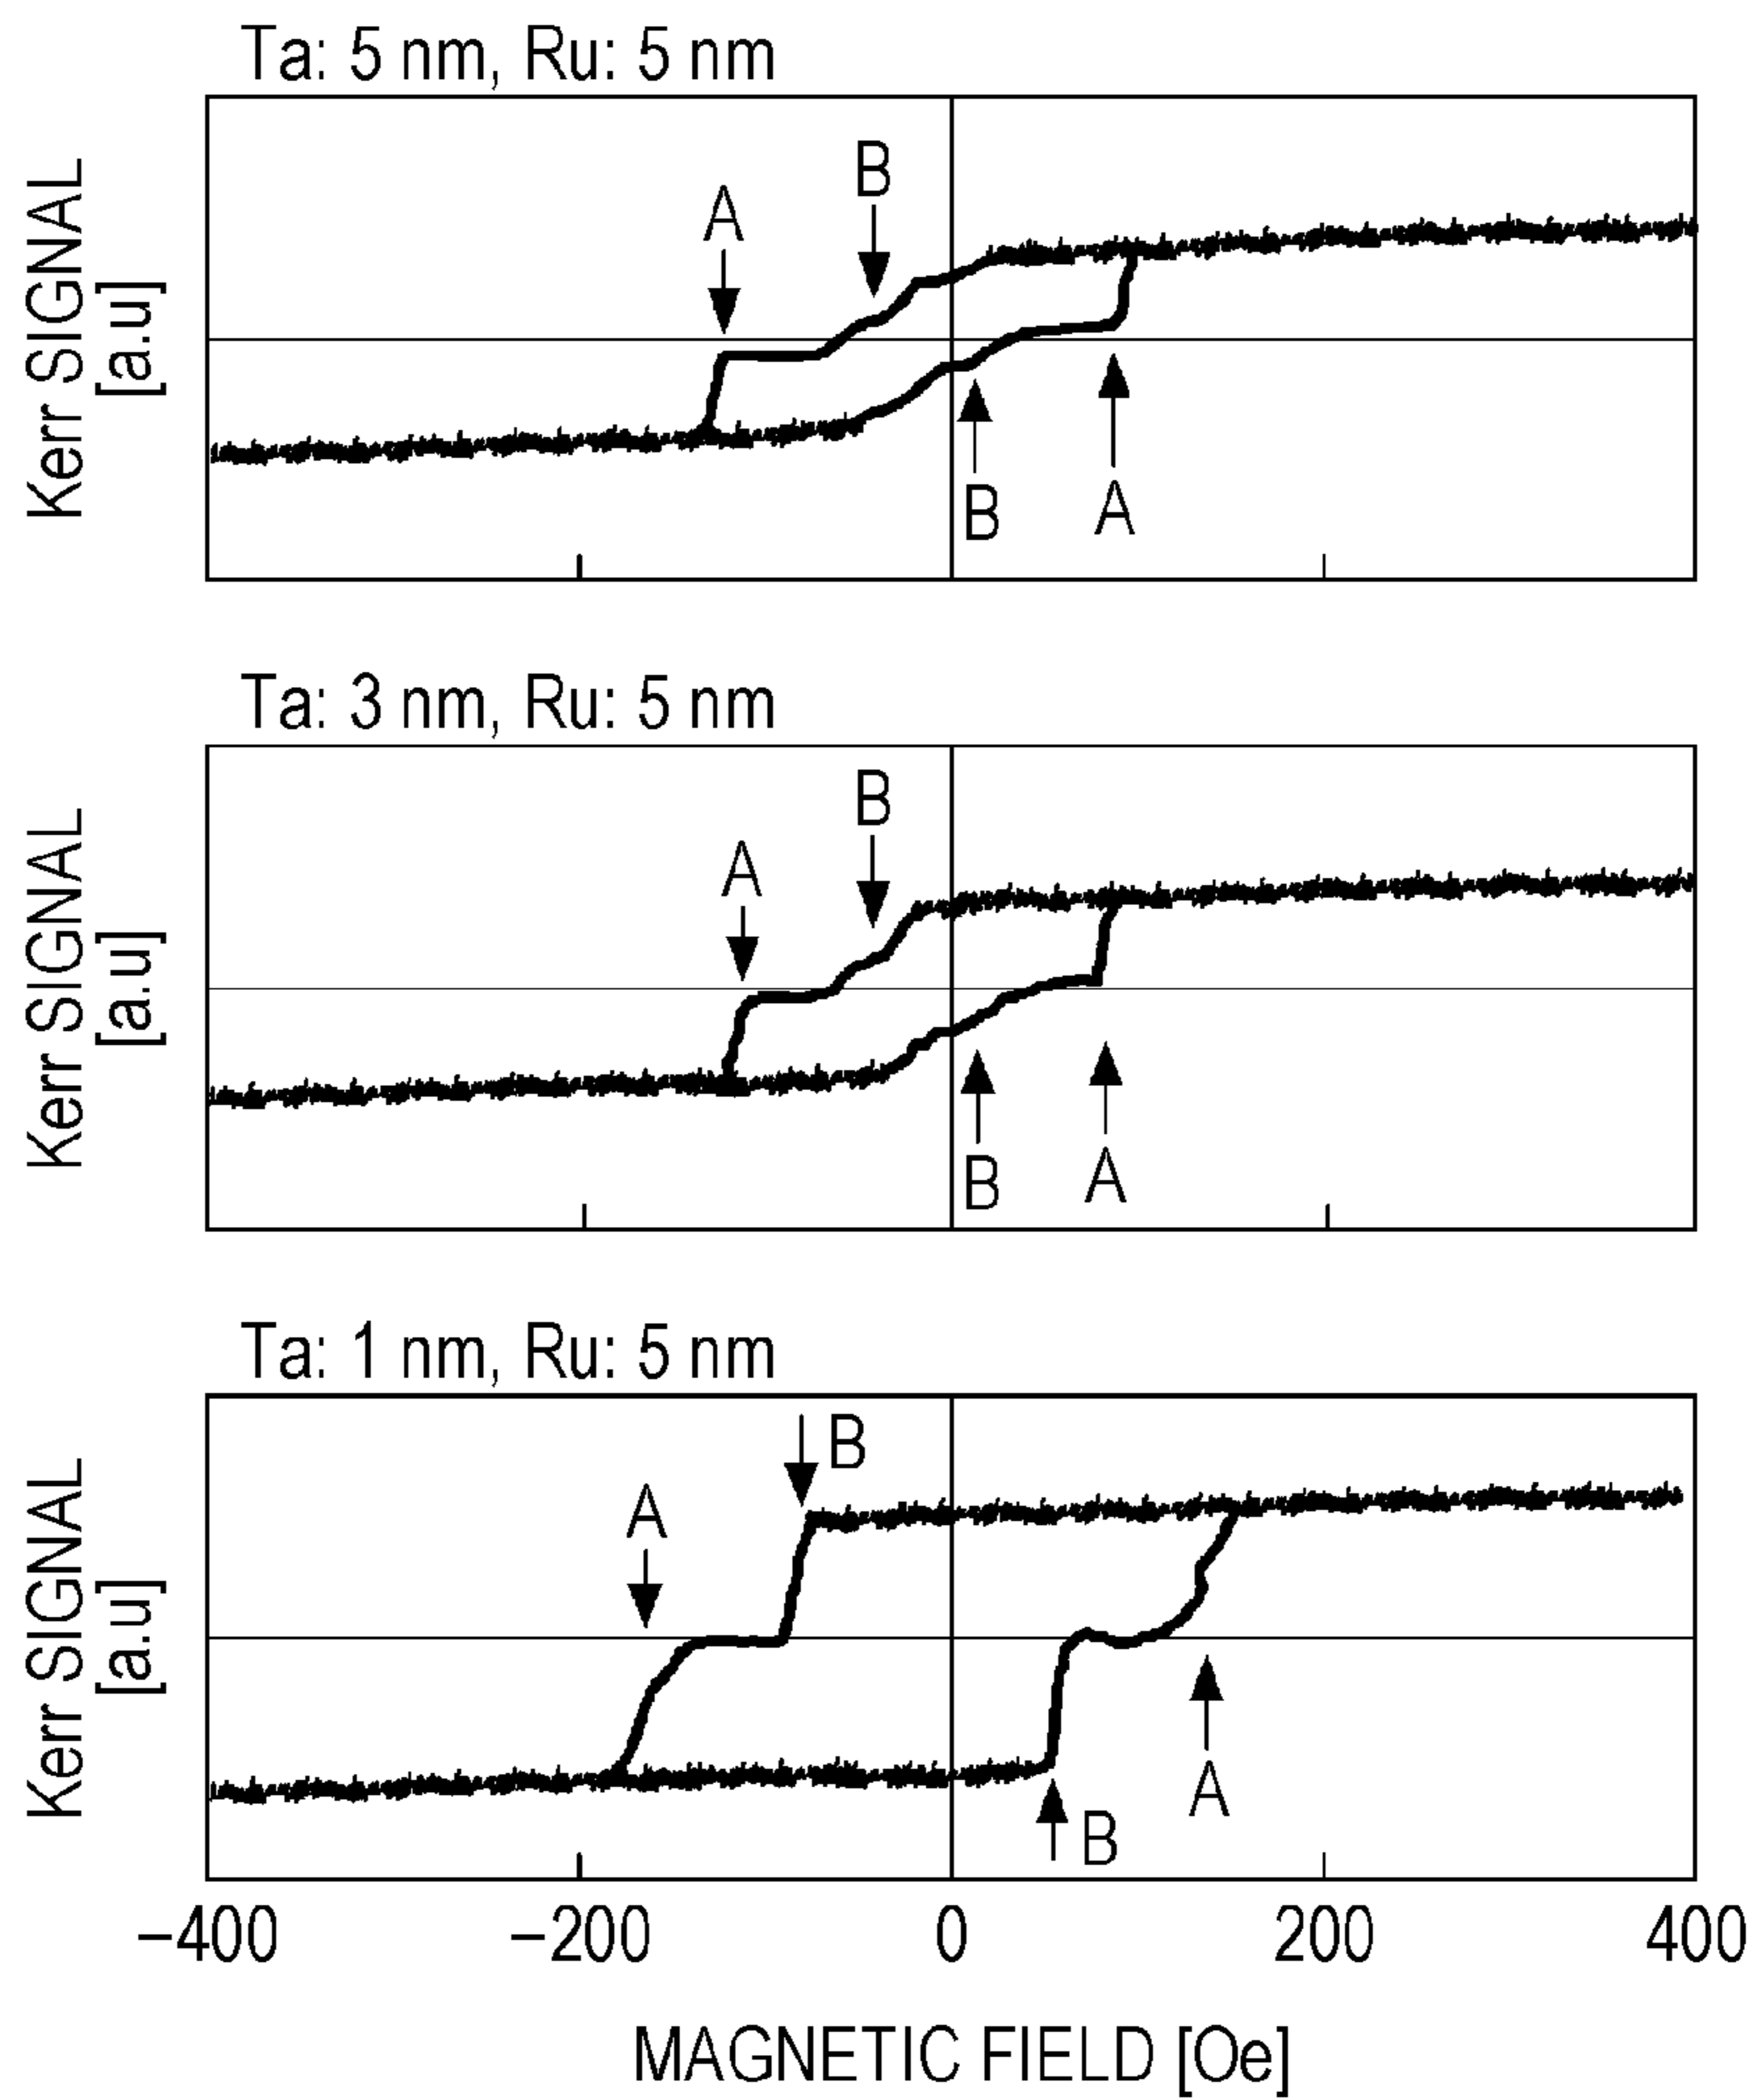 Ta: 5 nm, Ru: 5 nm
Kerr SIGNAL
[a.u]
A
B
B
A
Ta: 3 nm, Ru: 5 nm
Kerr SIGNAL
[a.u]
B
A
B
A
Ta: 1 nm, Ru: 5 nm
Kerr SIGNAL
[a.u]
B
A
A
B
−400 −200 0 200 400
MAGNETIC FIELD [Oe]